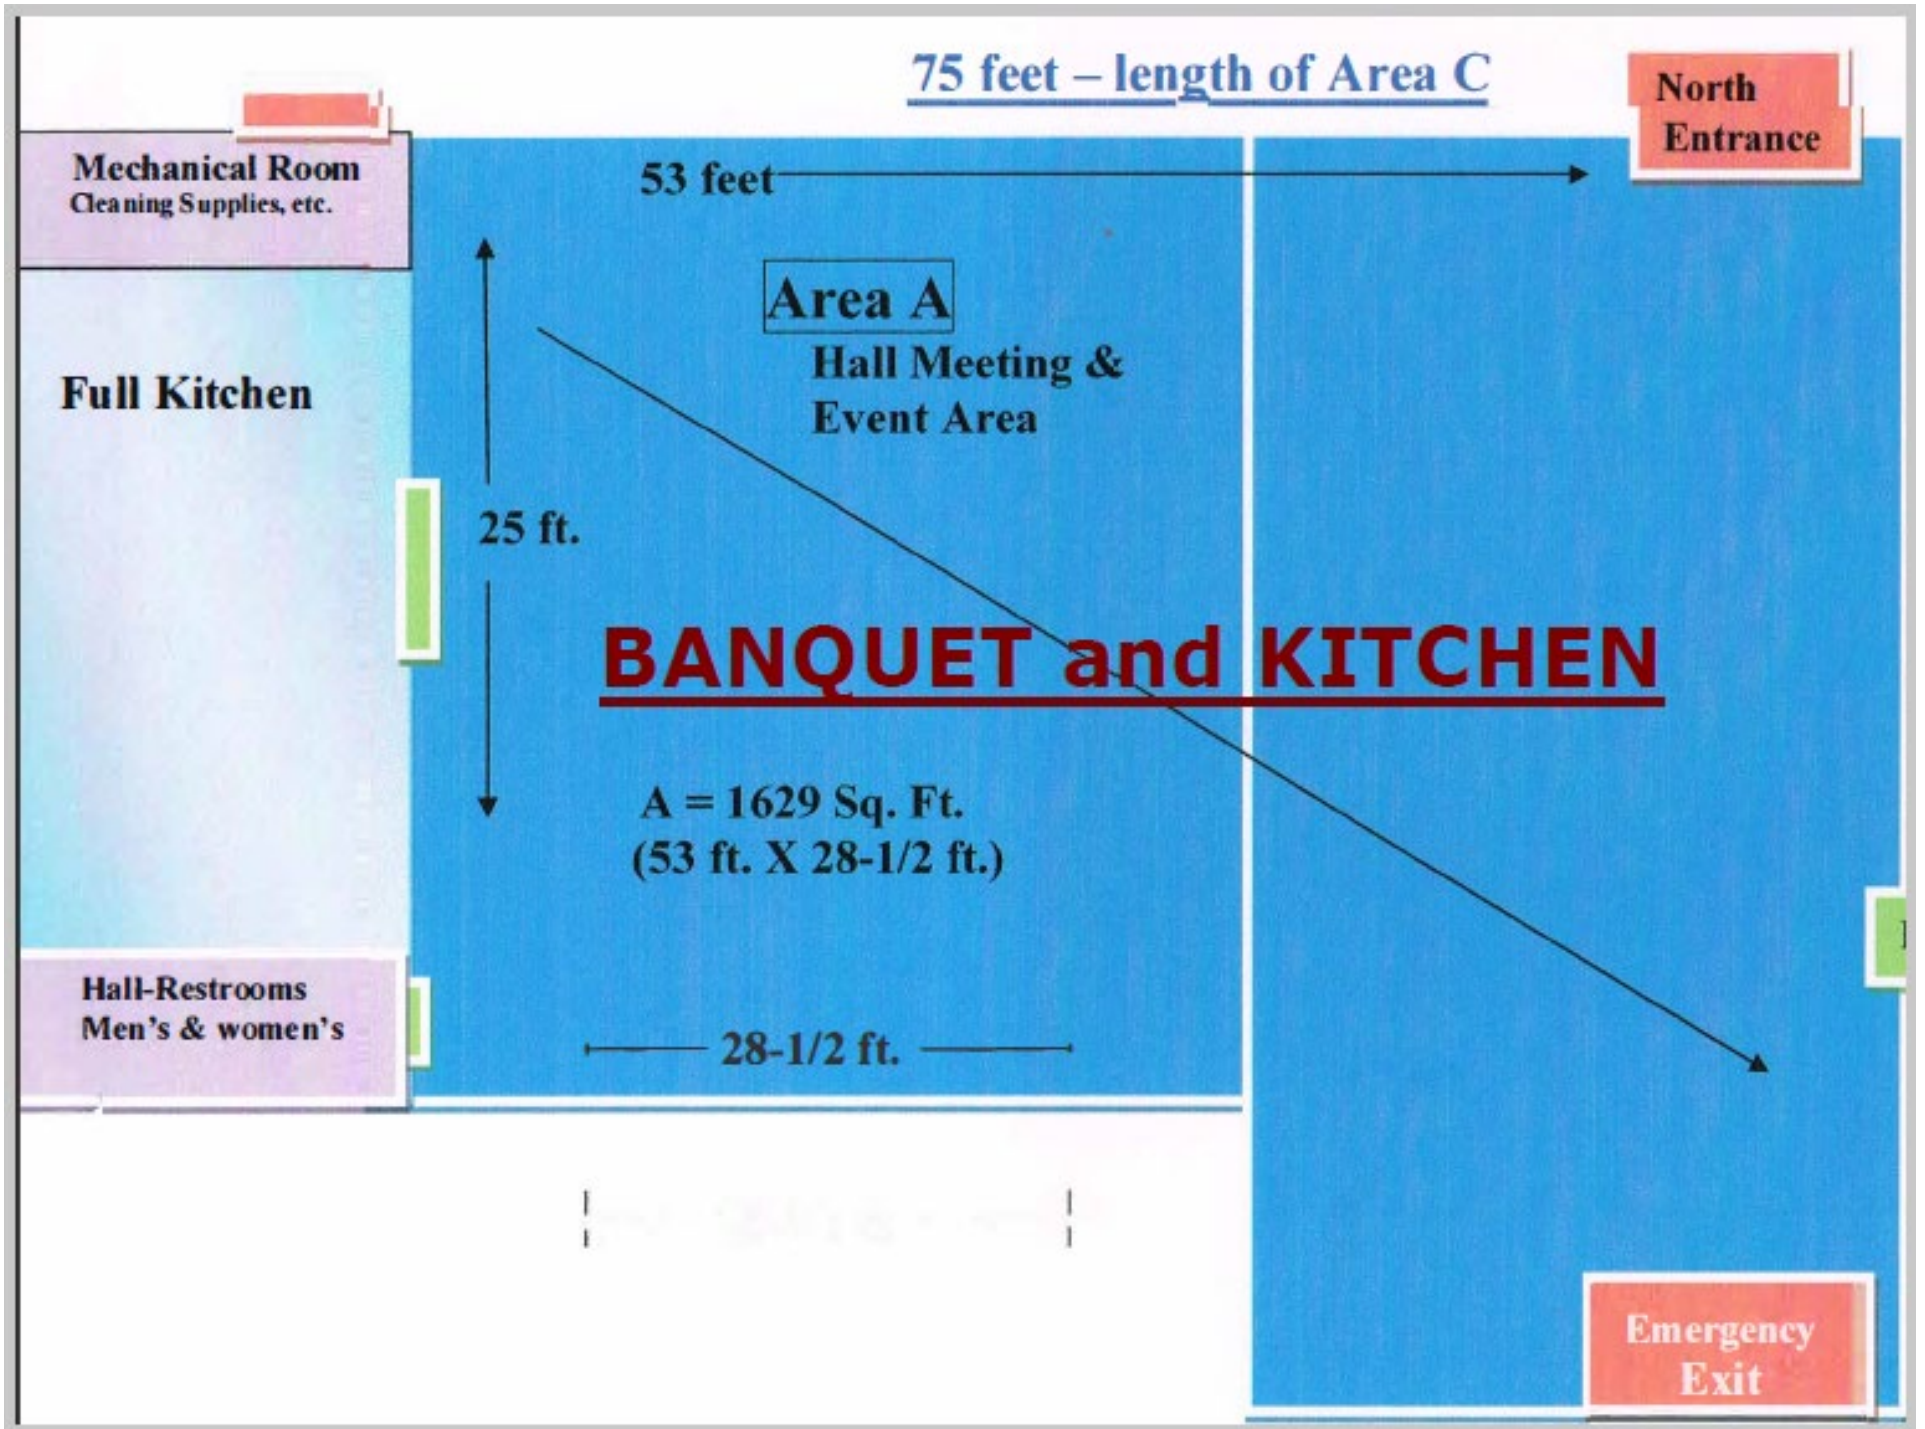 75 feet – length of Area C
North
Entrance
Mechanical Room
Cleaning Supplies, etc.
53 feet
Area A
Hall Meeting &
Event Area
Full Kitchen
25 ft.
BANQUET and KITCHEN
A = 1629 Sq. Ft.
(53 ft. X 28-1/2 ft.)
Hall-Restrooms
Men's & women's
28-1/2 ft.
Emergency
Exit